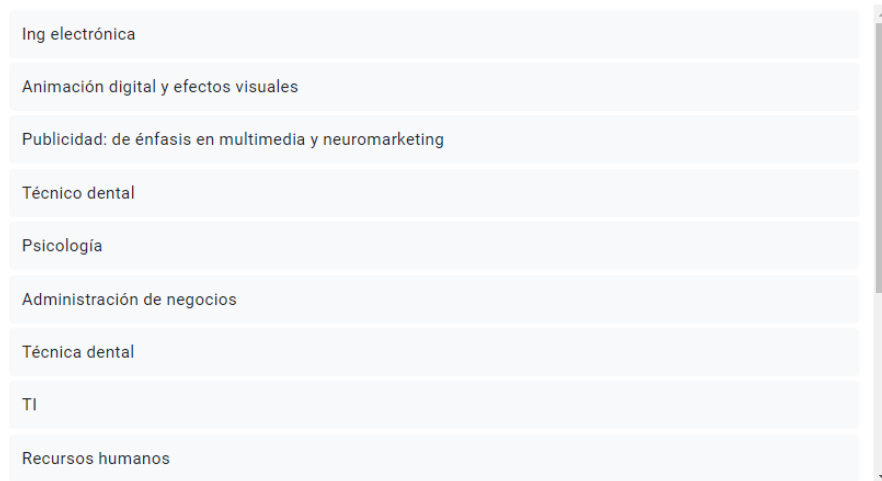 Ing electrónica
Animación digital y efectos visuales
Publicidad: de énfasis en multimedia y neuromarketing
Técnico dental
Psicología
Administración de negocios
Técnica dental
TI
Recursos humanos